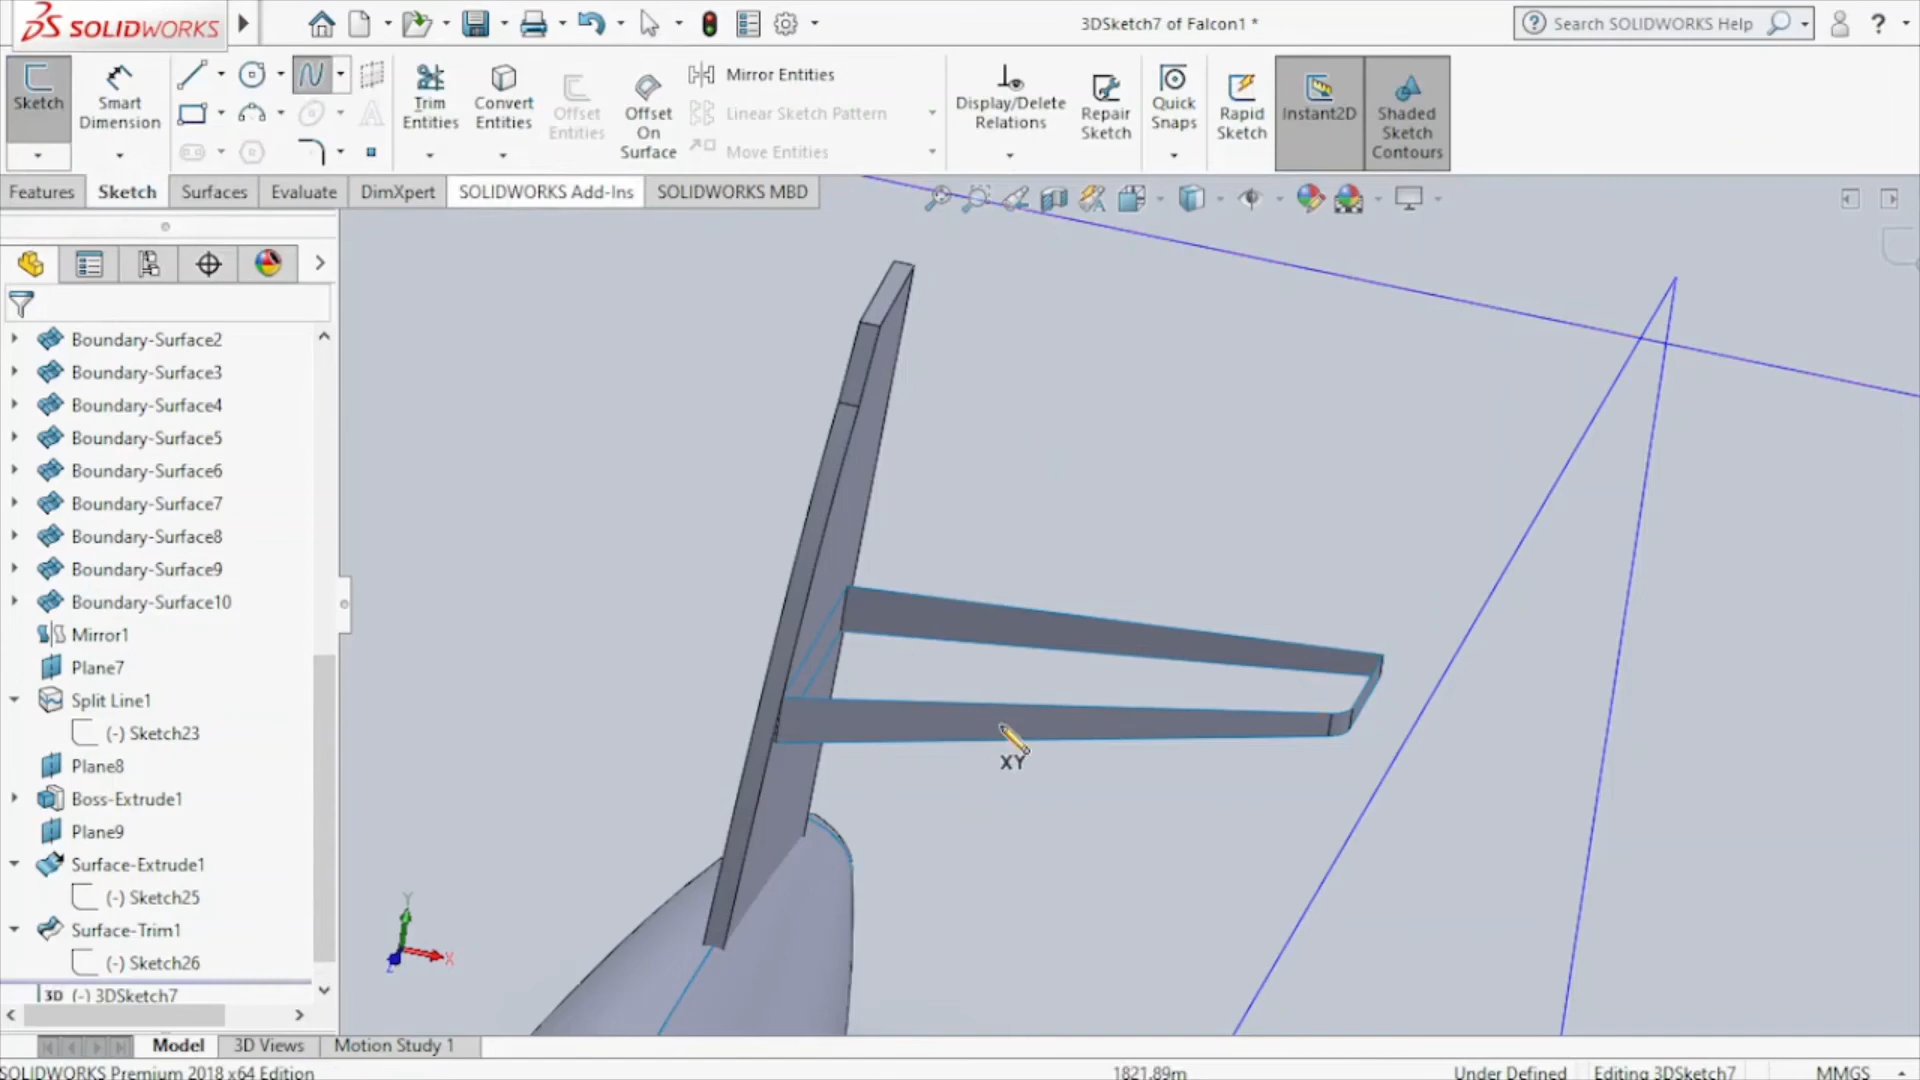 SOLIDWORKS
3DSketch7 of Falcon1 *
Search SOLIDWORKS Help
Sketch
Smart Dimension
Trim Entities
Convert Entities
Offset Entities
Offset On Surface
Mirror Entities
Linear Sketch Pattern
Move Entities
Display/Delete Relations
Repair Sketch
Quick Snaps
Rapid Sketch
Instant2D
Shaded Sketch Contours
Features
Sketch
Surfaces
Evaluate
DimXpert
SOLIDWORKS Add-Ins
SOLIDWORKS MBD
Boundary-Surface2
Boundary-Surface3
Boundary-Surface4
Boundary-Surface5
Boundary-Surface6
Boundary-Surface7
Boundary-Surface8
Boundary-Surface9
Boundary-Surface10
Mirror1
Plane7
Split Line1
(-) Sketch23
Plane8
Boss-Extrude1
Plane9
Surface-Extrude1
(-) Sketch25
Surface-Trim1
(-) Sketch26
3D (-) 3DSketch7
XY
Y
X
Z
Model
3D Views
Motion Study 1
SOLIDWORKS Premium 2018 x64 Edition
1821.89m
Under Defined
Editing 3DSketch7
MMGS